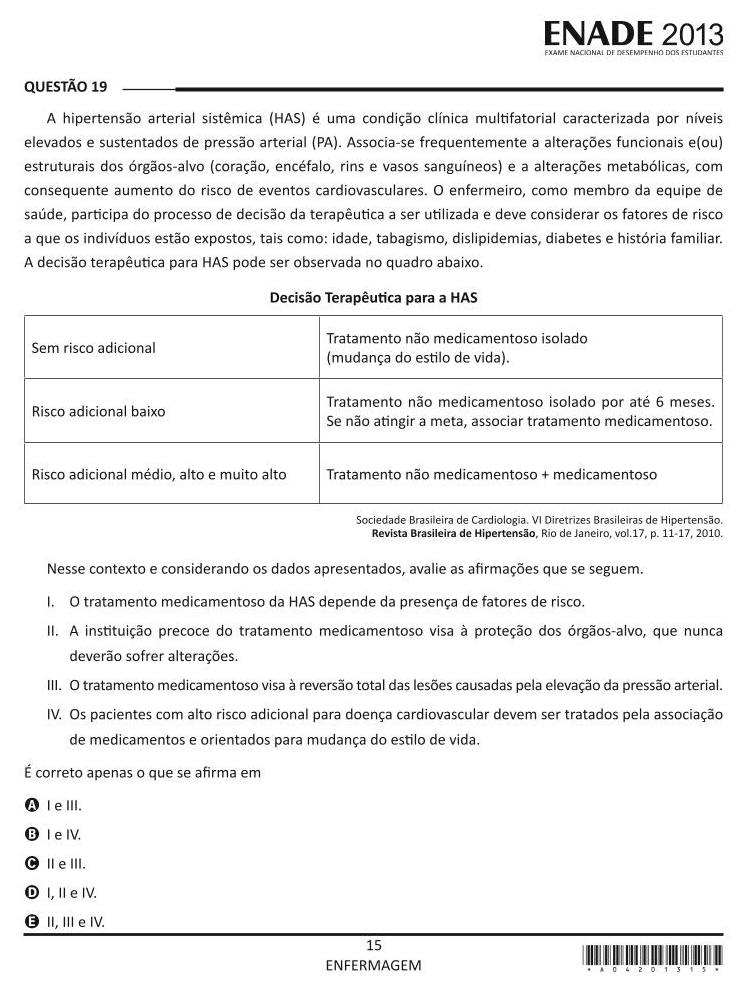 ENADE 2013
EXAME NACIONAL DE DESEMPENHO DOS ESTUDANTES
QUESTÃO 19
A hipertensão arterial sistêmica (HAS) é uma condição clínica multifatorial caracterizada por níveis
elevados e sustentados de pressão arterial (PA). Associa-se frequentemente a alterações funcionais e(ou)
estruturais dos órgãos-alvo (coração, encéfalo, rins e vasos sanguíneos) e a alterações metabólicas, com
consequente aumento do risco de eventos cardiovasculares. O enfermeiro, como membro da equipe de
saúde, participa do processo de decisão da terapêutica a ser utilizada e deve considerar os fatores de risco
a que os indivíduos estão expostos, tais como: idade, tabagismo, dislipidemias, diabetes e história familiar.
A decisão terapêutica para HAS pode ser observada no quadro abaixo.
Decisão Terapêutica para a HAS
Sem risco adicional
Tratamento não medicamentoso isolado
(mudança do estilo de vida).
Risco adicional baixo
Tratamento não medicamentoso isolado por até 6 meses.
Se não atingir a meta, associar tratamento medicamentoso.
Risco adicional médio, alto e muito alto
Tratamento não medicamentoso + medicamentoso
Sociedade Brasileira de Cardiologia. VI Diretrizes Brasileiras de Hipertensão.
Revista Brasileira de Hipertensão, Rio de Janeiro, vol.17, p. 11-17, 2010.
Nesse contexto e considerando os dados apresentados, avalie as afirmações que se seguem.
I. O tratamento medicamentoso da HAS depende da presença de fatores de risco.
II. A instituição precoce do tratamento medicamentoso visa à proteção dos órgãos-alvo, que nunca
deverão sofrer alterações.
III. O tratamento medicamentoso visa à reversão total das lesões causadas pela elevação da pressão arterial.
IV. Os pacientes com alto risco adicional para doença cardiovascular devem ser tratados pela associação
de medicamentos e orientados para mudança do estilo de vida.
É correto apenas o que se afirma em
A I e III.
B I e IV.
C II e III.
D I, II e IV.
E II, III e IV.
15
ENFERMAGEM
*A0420131 5*